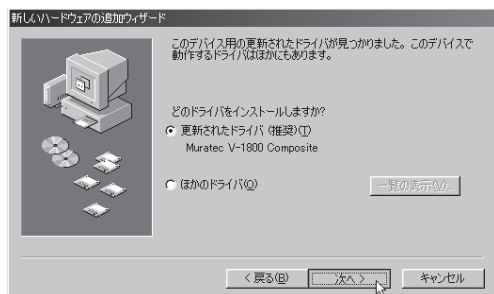 新しいハードウェアの追加ウィザード
このデバイス用の更新されたドライバが見つかりました。このデバイスで
動作するドライバはほかにもあります。
どのドライバをインストールしますか?
更新されたドライバ (推奨)(T)
Muratec V-1800 Composite
ほかのドライバ(O)
一覧の表示(V)...
< 戻る(B)
次へ >
キャンセル